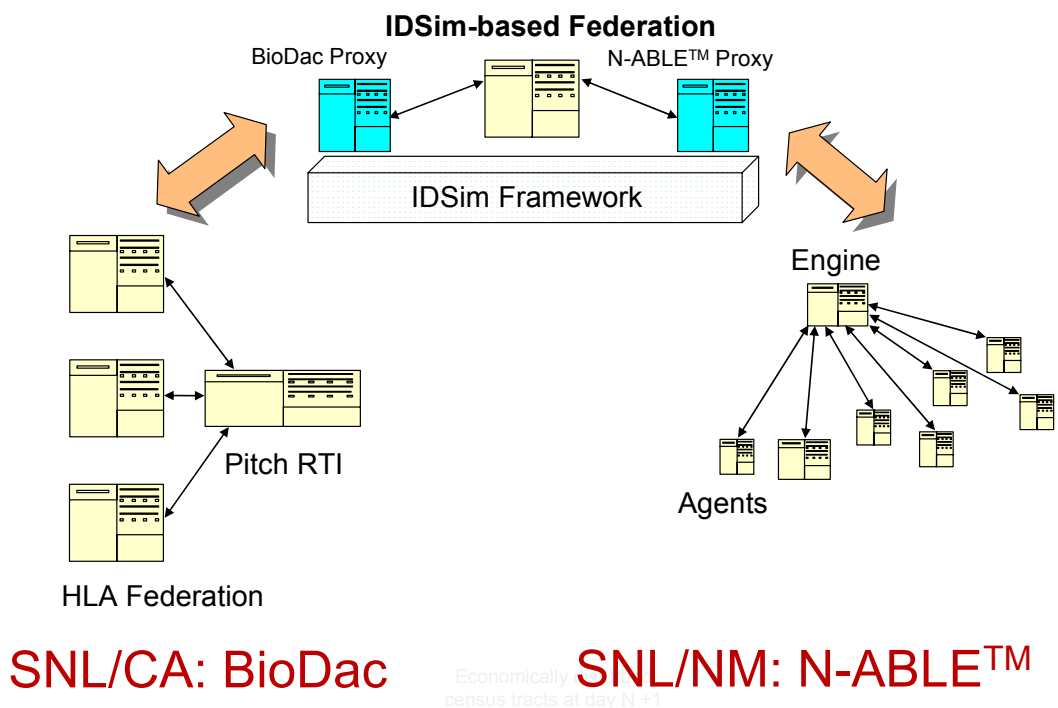 IDSim-based Federation
BioDac Proxy
N-ABLE™ Proxy
IDSim Framework
Engine
Pitch RTI
Agents
HLA Federation
SNL/CA: BioDac
SNL/NM: N-ABLE™
Economically
census tracts at day N +1